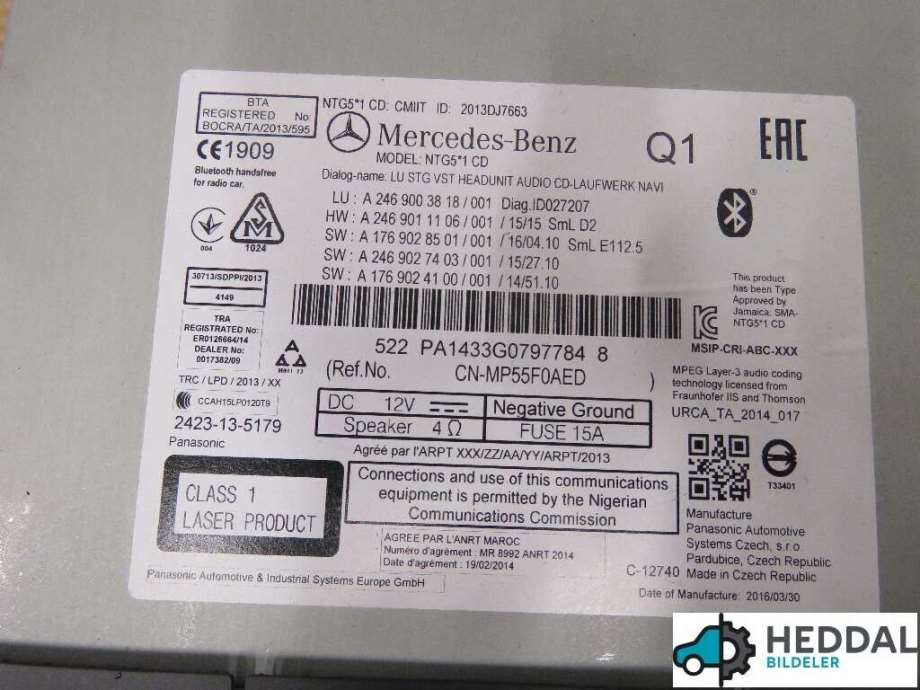 BTA
REGISTERED No:
BOCRA/TA/2013/595
NTG5*1 CD: CMIIT ID: 2013DJ7663
Mercedes-Benz
MODEL: NTG5*1 CD
Q1
EAC
CE1909
Bluetooth handsfree
for radio car.
Dialog-name: LU STG VST HEADUNIT AUDIO CD-LAUFWERK NAVI
LU : A 246 900 38 18 / 001 Diag.ID027207
HW : A 246 901 11 06 / 001 / 15/15 SmL D2
SW : A 176 902 85 01 / 001 / 16/04.10 SmL E112.5
SW : A 246 902 74 03 / 001 / 15/27.10
SW : A 176 902 41 00 / 001 / 14/51.10
004
SM
1024
30713/SDPPI/2013
4149
TRA
REGISTRATED No:
ER0126664/14
DEALER No:
0017382/09
This product
has been Type
Approved by
Jamaica: SMA-
NTG5*1 CD
MSIP-CRI-ABC-XXX
522 PA1433G0797784 8
(Ref.No. CN-MP55F0AED )
TRC / LPD / 2013 / XX
CCAH15LP0120T9
2423-13-5179
Panasonic
DC 12V
Negative Ground
Speaker 4 Ω
FUSE 15A
MPEG Layer-3 audio coding
technology licensed from
Fraunhofer IIS and Thomson
URCA_TA_2014_017
Agréé par l'ARPT XXX/ZZ/AA/YY/ARPT/2013
Connections and use of this communications
equipment is permitted by the Nigerian
Communications Commission
CLASS 1
LASER PRODUCT
T33401
AGREE PAR L'ANRT MAROC
Numéro d'agrément : MR 8992 ANRT 2014
Date d'agrément : 19/02/2014
Manufacture
Panasonic Automotive
Systems Czech, s.r.o
Pardubice, Czech Republic
C-12740 Made in Czech Republic
Panasonic Automotive & Industrial Systems Europe GmbH
Date of Manufacture: 2016/03/30
HEDDAL
BILDELER